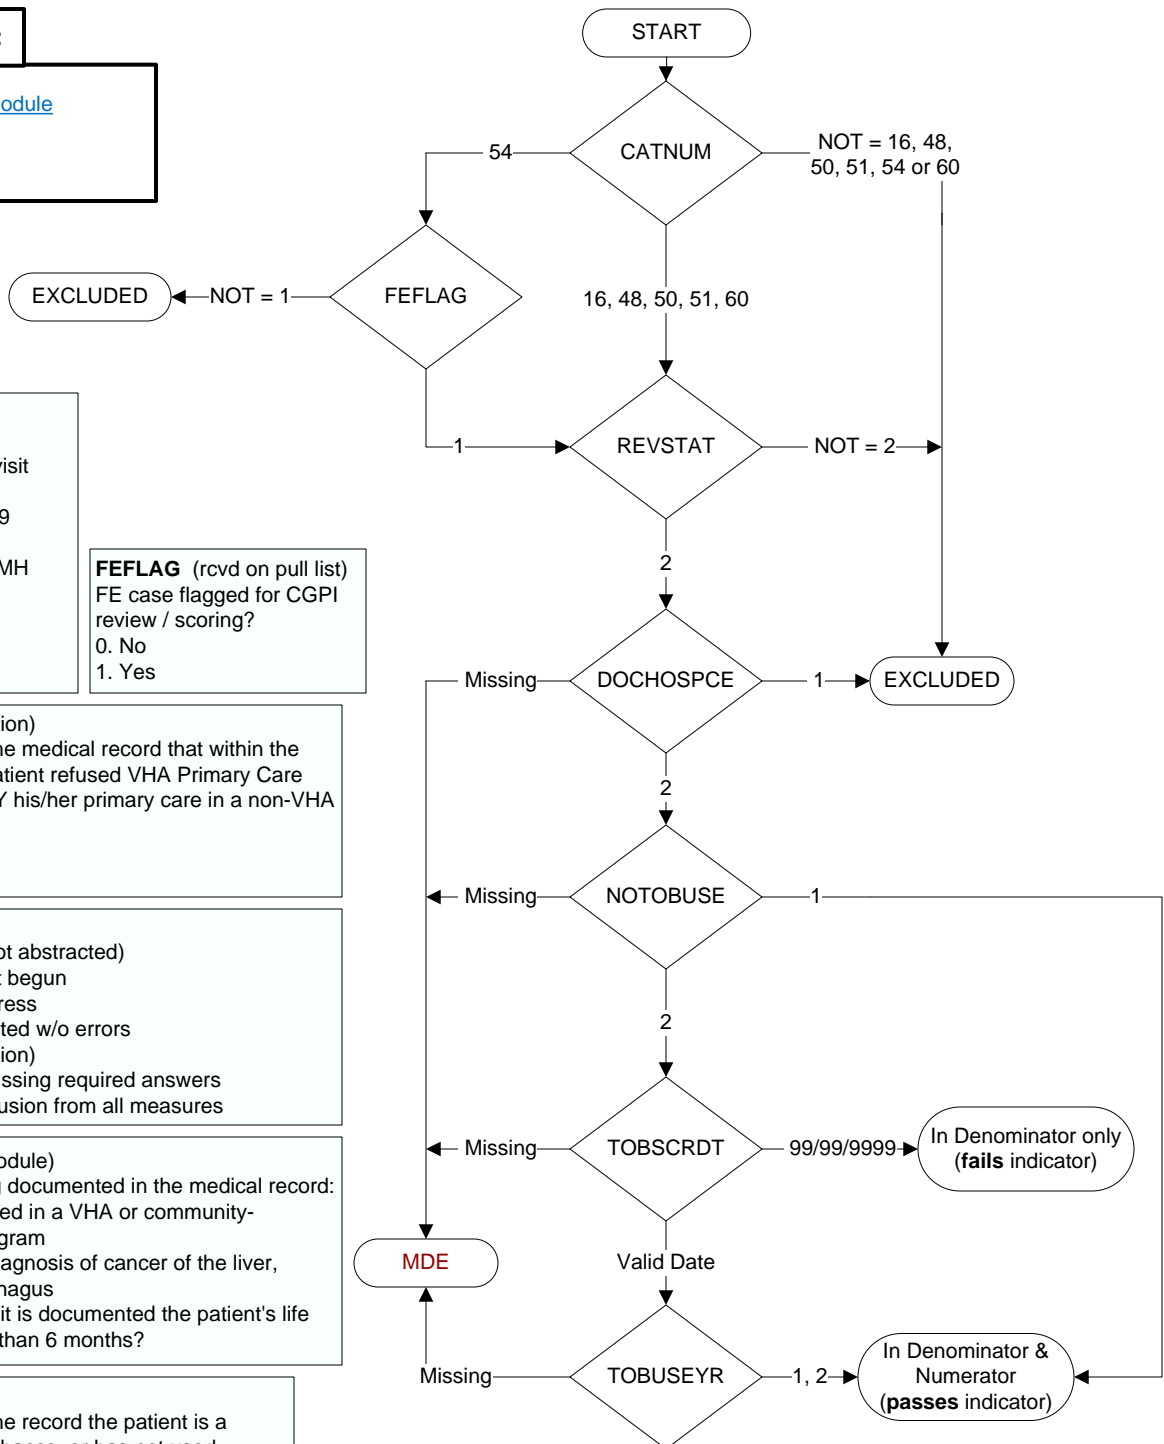 :
odule
START
CATNUM
54
NOT = 16, 48,
50, 51, 54 or 60
FEFLAG
NOT = 1
EXCLUDED
16, 48, 50, 51, 60
1
REVSTAT
NOT = 2
2
visit
9
MH
FEFLAG (rcvd on pull list)
FE case flagged for CGPI
review / scoring?
0. No
1. Yes
Missing
DOCHOSPCE
1
EXCLUDED
2
ion)
he medical record that within the
atient refused VHA Primary Care
Y his/her primary care in a non-VHA
Missing
NOTOBUSE
1
2
ot abstracted)
t begun
ress
ted w/o errors
ion)
ssing required answers
usion from all measures
Missing
TOBSCRDT
99/99/9999
In Denominator only
(fails indicator)
odule)
g documented in the medical record:
ed in a VHA or community-
gram
agnosis of cancer of the liver,
hagus
it is documented the patient's life
than 6 months?
MDE
Valid Date
Missing
TOBUSEYR
1, 2
In Denominator &
Numerator
(passes indicator)
he record the patient is a